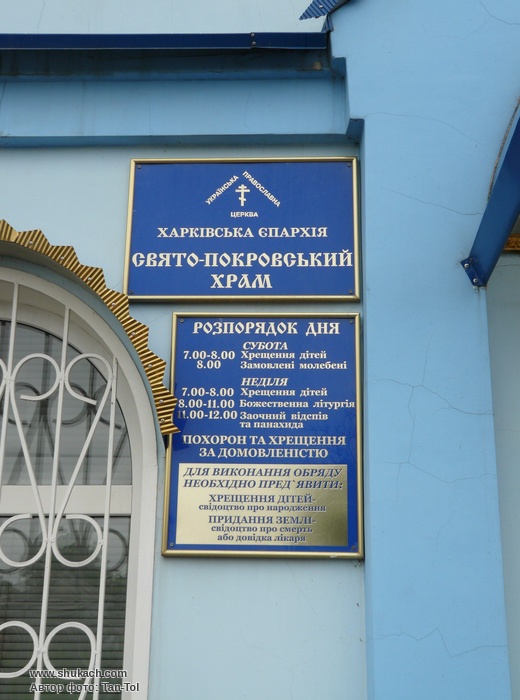 УКРАЇНСЬКА ПРАВОСЛАВНА
ЦЕРКВА
ХАРКІВСЬКА ЄПАРХІЯ
СВЯТО-ПОКРОВСЬКИЙ
ХРАМ
РОЗПОРЯДОК ДНЯ
СУБОТА
7.00-8.00 Хрещення дітей
8.00 Замовлені молебені
НЕДІЛЯ
7.00-8.00 Хрещення дітей
8.00-11.00 Божественна літургія
11.00-12.00 Заочний відспів
та панахида
ПОХОРОН ТА ХРЕЩЕННЯ
ЗА ДОМОВЛЕНІСТЮ
ДЛЯ ВИКОНАННЯ ОБРЯДУ
НЕОБХІДНО ПРЕД`ЯВИТИ:
ХРЕЩЕННЯ ДІТЕЙ-
свідоцтво про народження
ПРИДАННЯ ЗЕМЛІ-
свідоцтво про смерть
або довідка лікаря
www.shukach.com
Автор фото: Tan-Tol